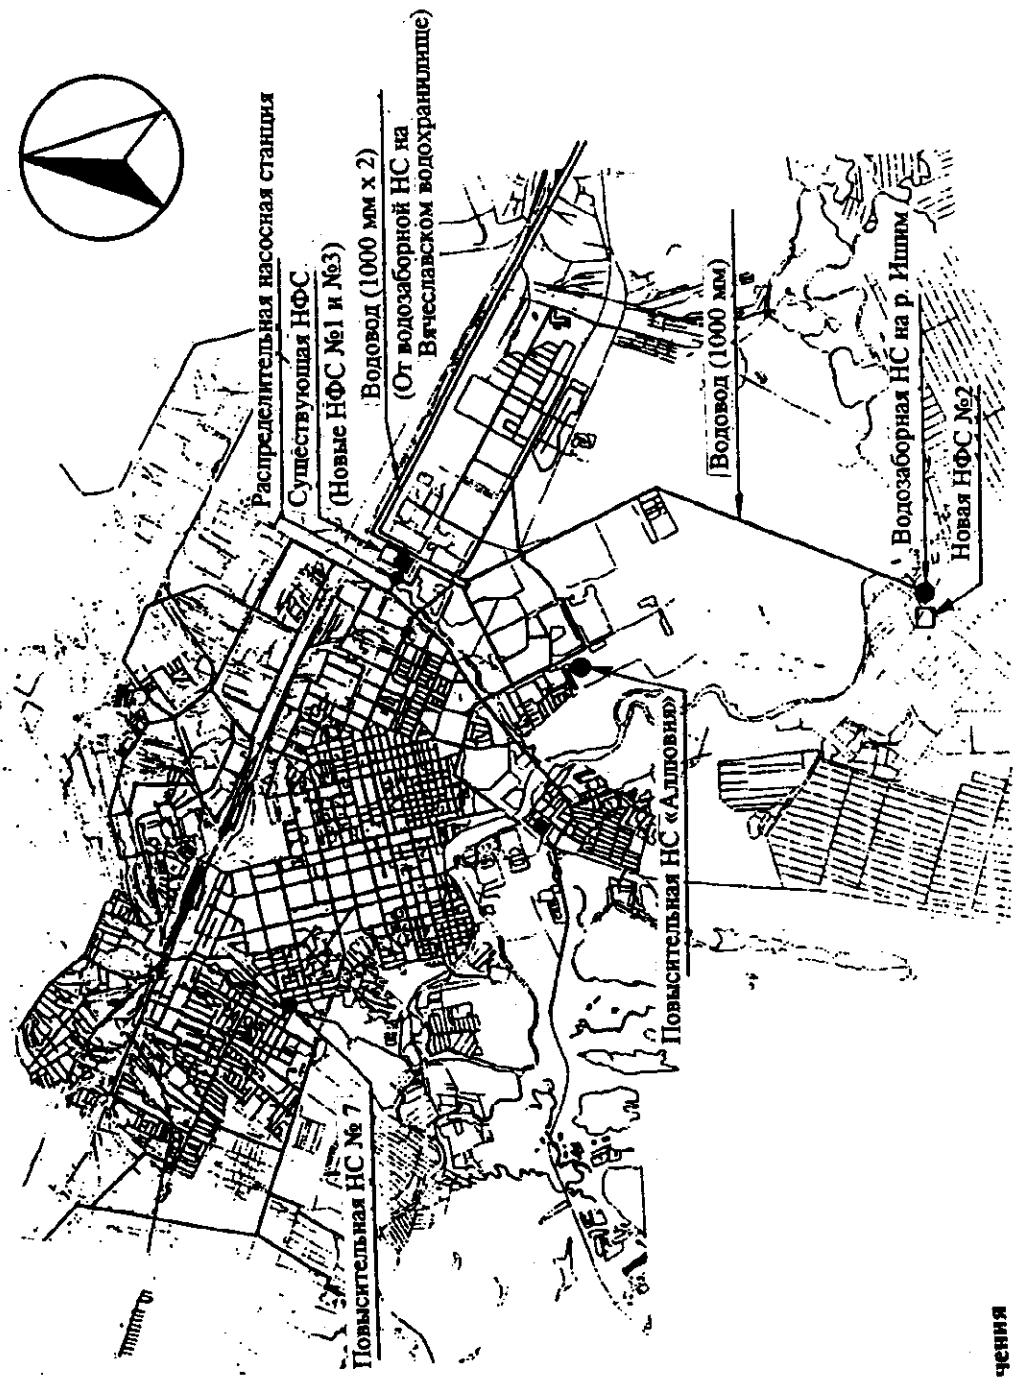 Распределительная насосная станция
Существующая НФС
(Новые НФС №1 и №3)
Водовод (1000 мм x 2)
(От водозаборной НС на
Вячеславском водохранилище)
Водовод (1000 мм)
Водозаборная НС на р. Ишим
Новая НФС №2
Повысительная НС «Аллювия»
Повысительная НС № 7
чения